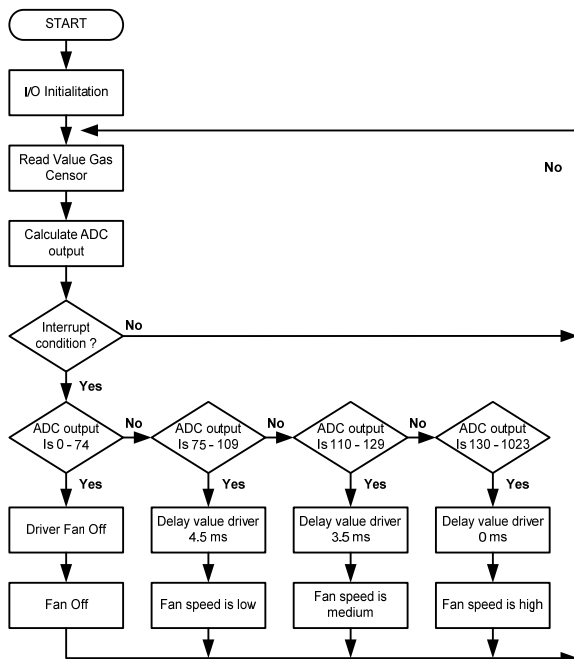 START
I/O Initialitation
Read Value Gas
Censor
No
Calculate ADC
output
Interrupt
condition ?
No
Yes
ADC output
Is 0 - 74
No
ADC output
Is 75 - 109
No
ADC output
Is 110 - 129
No
ADC output
Is 130 - 1023
Yes
Yes
Yes
Yes
Driver Fan Off
Delay value driver
4.5 ms
Delay value driver
3.5 ms
Delay value driver
0 ms
Fan Off
Fan speed is low
Fan speed is
medium
Fan speed is high